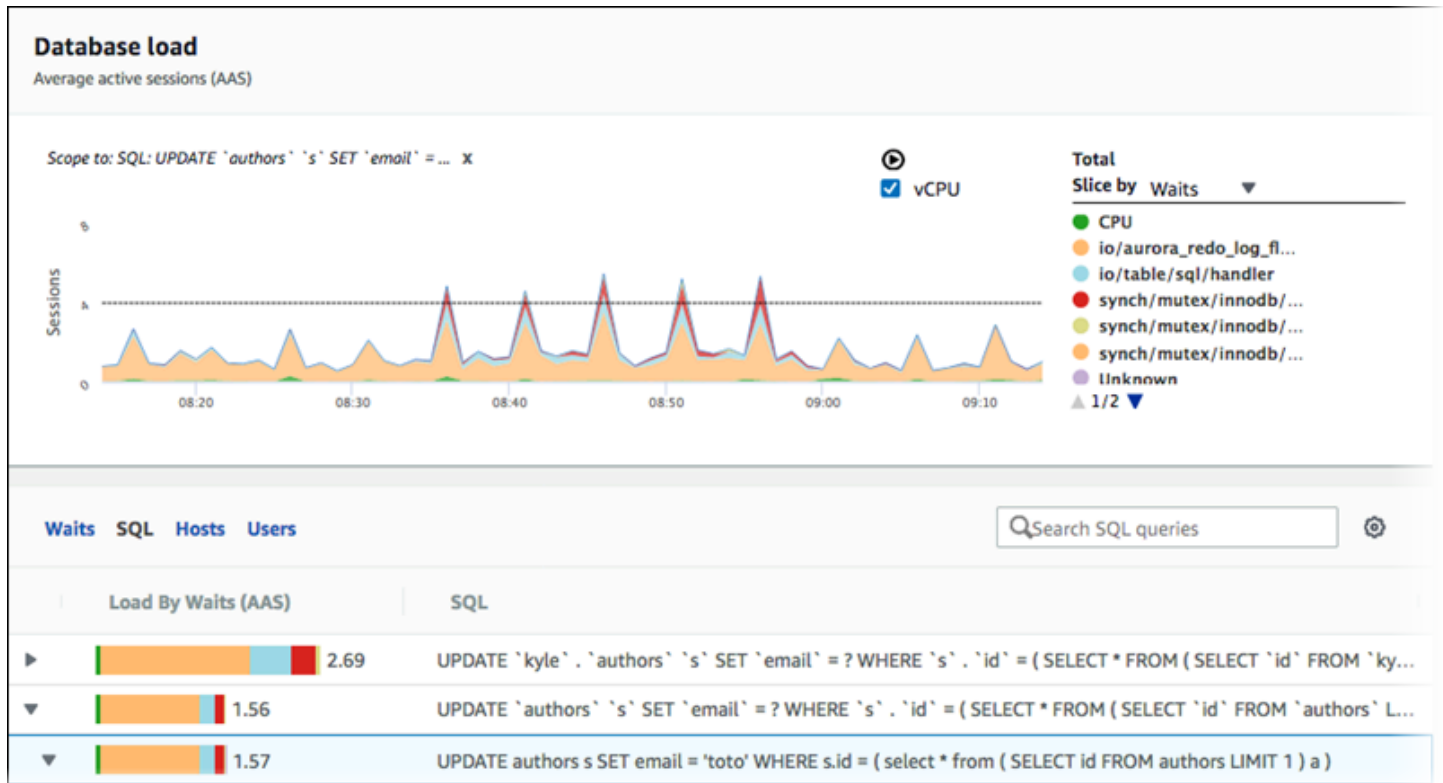 Database load
Average active sessions (AAS)
Scope to: SQL: UPDATE `authors` `s` SET `email` = ... x
vCPU
Total
Slice by Waits
CPU
io/aurora_redo_log_fl...
io/table/sql/handler
synch/mutex/innodb/...
synch/mutex/innodb/...
synch/mutex/innodb/...
Unknown
1/2
Sessions
8
4
0
08:20 08:30 08:40 08:50 09:00 09:10
Waits SQL Hosts Users
Search SQL queries
Load By Waits (AAS) SQL
2.69 UPDATE `kyle` . `authors` `s` SET `email` = ? WHERE `s` . `id` = ( SELECT * FROM ( SELECT `id` FROM `ky...
1.56 UPDATE `authors` `s` SET `email` = ? WHERE `s` . `id` = ( SELECT * FROM ( SELECT `id` FROM `authors` L...
1.57 UPDATE authors s SET email = 'toto' WHERE s.id = ( select * from ( SELECT id FROM authors LIMIT 1 ) a )